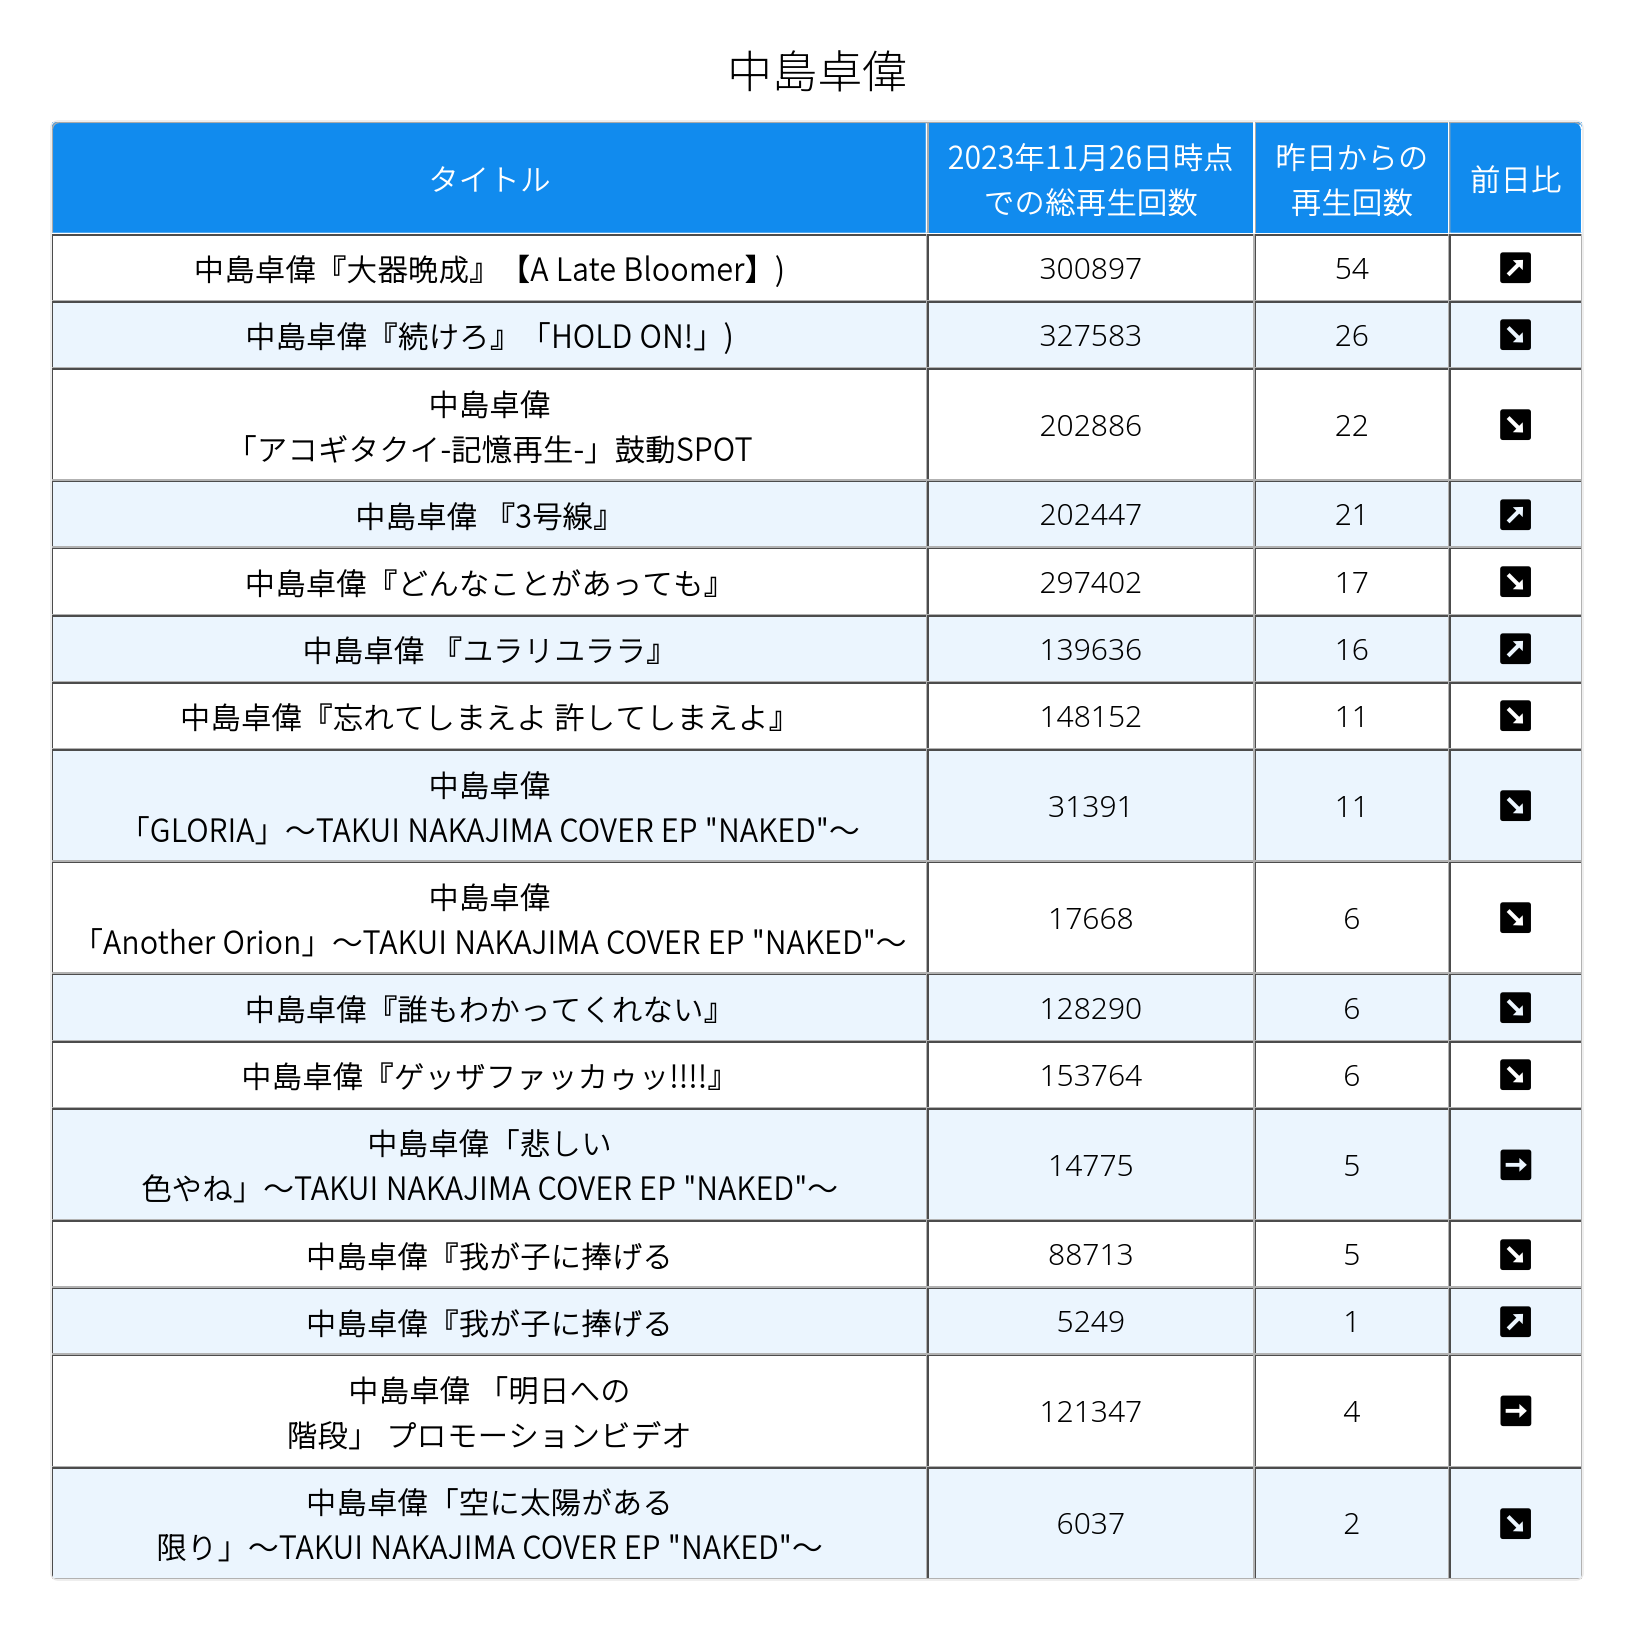 中島卓偉
タイトル
2023年11月26日時点
での総再生回数
昨日からの
再生回数
前日比
中島卓偉『大器晩成』【A Late Bloomer】)
300897
54
中島卓偉『続けろ』「HOLD ON!」)
327583
26
中島卓偉
「アコギタクイ-記憶再生-」鼓動SPOT
202886
22
中島卓偉 『3号線』
202447
21
中島卓偉『どんなことがあっても』
297402
17
中島卓偉 『ユラリユララ』
139636
16
中島卓偉『忘れてしまえよ 許してしまえよ』
148152
11
中島卓偉
「GLORIA」～TAKUI NAKAJIMA COVER EP "NAKED"～
31391
11
中島卓偉
「Another Orion」～TAKUI NAKAJIMA COVER EP "NAKED"～
17668
6
中島卓偉『誰もわかってくれない』
128290
6
中島卓偉『ゲッザファッカゥッ!!!!』
153764
6
中島卓偉「悲しい
色やね」～TAKUI NAKAJIMA COVER EP "NAKED"～
14775
5
中島卓偉『我が子に捧げる
88713
5
中島卓偉『我が子に捧げる
5249
1
中島卓偉 「明日への
階段」 プロモーションビデオ
121347
4
中島卓偉「空に太陽がある
限り」～TAKUI NAKAJIMA COVER EP "NAKED"～
6037
2